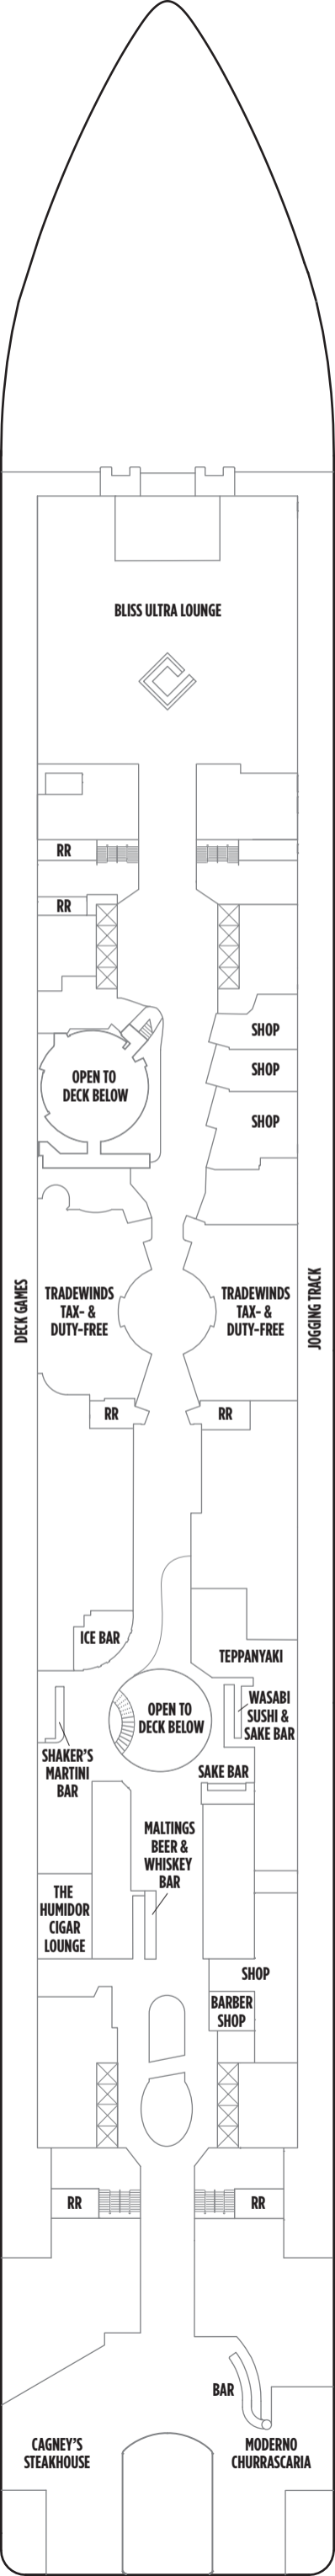 BLISS ULTRA LOUNGE
RR
RR
SHOP
SHOP
OPEN TO
DECK BELOW
SHOP
DECK GAMES
TRADEWINDS
TAX- &
DUTY-FREE
TRADEWINDS
TAX- &
DUTY-FREE
JOGGING TRACK
RR
RR
ICE BAR
TEPPANYAKI
SHAKER'S
MARTINI
BAR
OPEN TO
DECK BELOW
WASABI
SUSHI &
SAKE BAR
SAKE BAR
MALTINGS
BEER &
WHISKEY
BAR
THE
HUMIDOR
CIGAR
LOUNGE
SHOP
BARBER
SHOP
RR
RR
BAR
CAGNEY'S
STEAKHOUSE
MODERNO
CHURRASCARIA